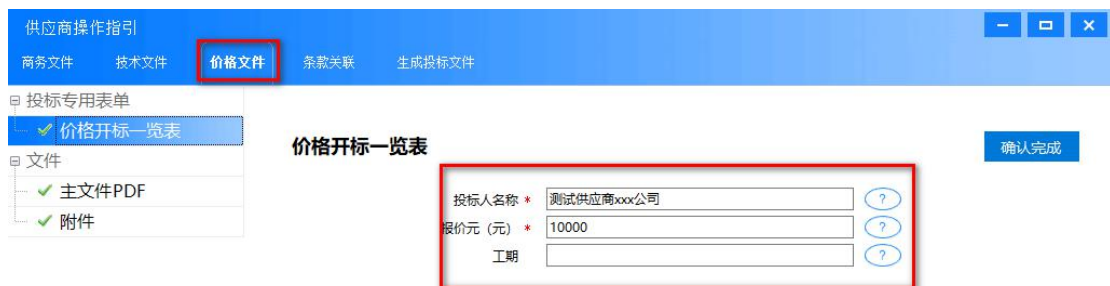 供应商操作指引
商务文件 技术文件 价格文件 条款关联 生成投标文件
投标专用表单
价格开标一览表
文件
主文件PDF
附件
价格开标一览表
确认完成
投标人名称 * 测试供应商xxx公司 ?
报价元（元） * 10000 ?
工期 ?